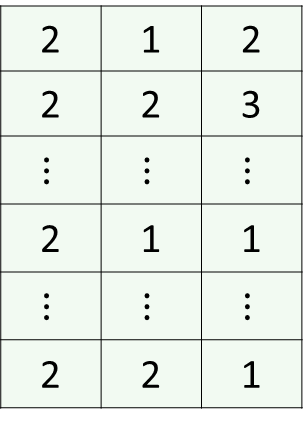 2 1 2
2 2 3
⋮ ⋮ ⋮
2 1 1
⋮ ⋮ ⋮
2 2 1